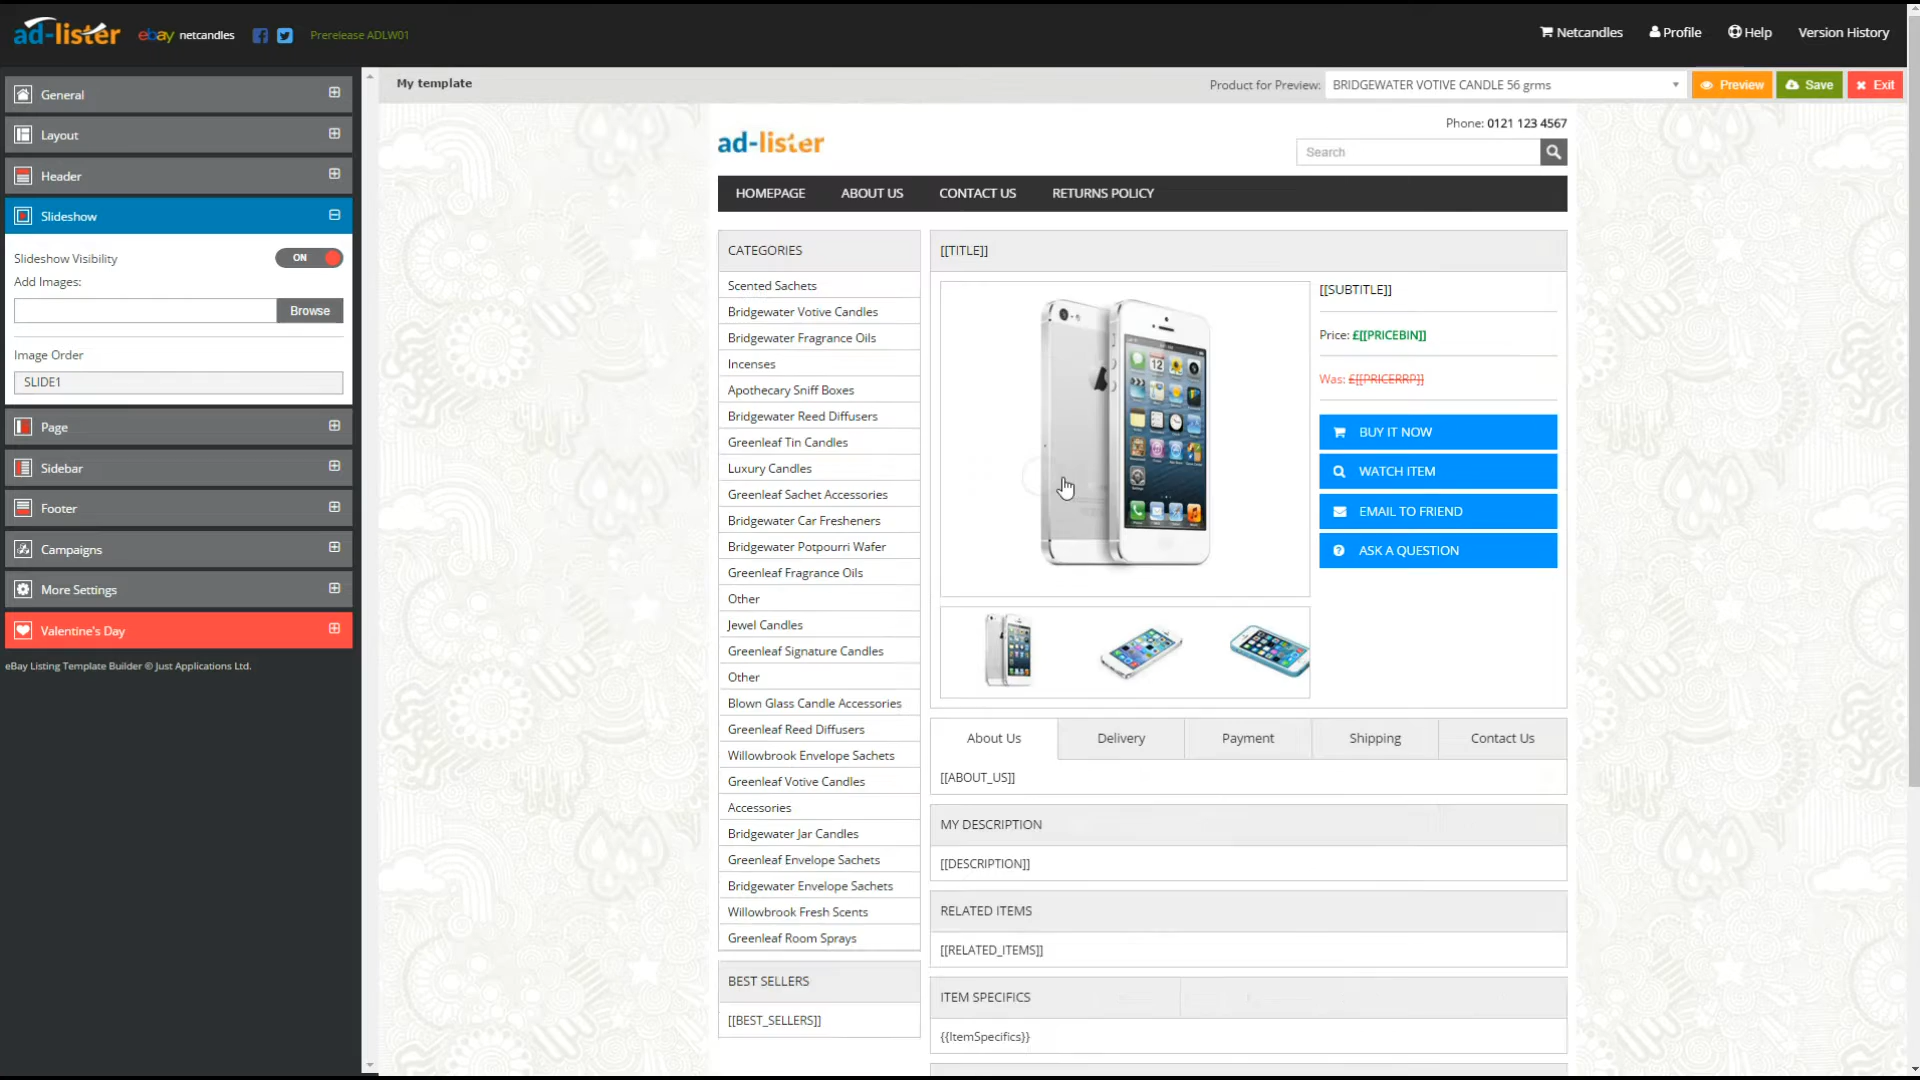 ad-lister
ebay netcandles
Prerelease ADLW01
Netcandles
Profile
Help
Version History
General
Layout
Header
Slideshow
Slideshow Visibility
ON
Add Images:
Browse
Image Order
SLIDE1
Page
Sidebar
Footer
Campaigns
More Settings
Valentine's Day
eBay Listing Template Builder © Just Applications Ltd.
My template
Product for Preview: BRIDGEWATER VOTIVE CANDLE 56 grms
Preview
Save
Exit
ad-lister
Phone: 0121 123 4567
Search
HOMEPAGE
ABOUT US
CONTACT US
RETURNS POLICY
CATEGORIES
Scented Sachets
Bridgewater Votive Candles
Bridgewater Fragrance Oils
Incenses
Apothecary Sniff Boxes
Bridgewater Reed Diffusers
Greenleaf Tin Candles
Luxury Candles
Greenleaf Sachet Accessories
Bridgewater Car Fresheners
Bridgewater Potpourri Wafer
Greenleaf Fragrance Oils
Other
Jewel Candles
Greenleaf Signature Candles
Other
Blown Glass Candle Accessories
Greenleaf Reed Diffusers
Willowbrook Envelope Sachets
Greenleaf Votive Candles
Accessories
Bridgewater Jar Candles
Greenleaf Envelope Sachets
Bridgewater Envelope Sachets
Willowbrook Fresh Scents
Greenleaf Room Sprays
BEST SELLERS
[[BEST_SELLERS]]
[[TITLE]]
[[SUBTITLE]]
Price: £[[PRICEBIN]]
Was: £[[PRICERRP]]
BUY IT NOW
WATCH ITEM
EMAIL TO FRIEND
ASK A QUESTION
About Us
Delivery
Payment
Shipping
Contact Us
[[ABOUT_US]]
MY DESCRIPTION
[[DESCRIPTION]]
RELATED ITEMS
[[RELATED_ITEMS]]
ITEM SPECIFICS
{{ItemSpecifics}}